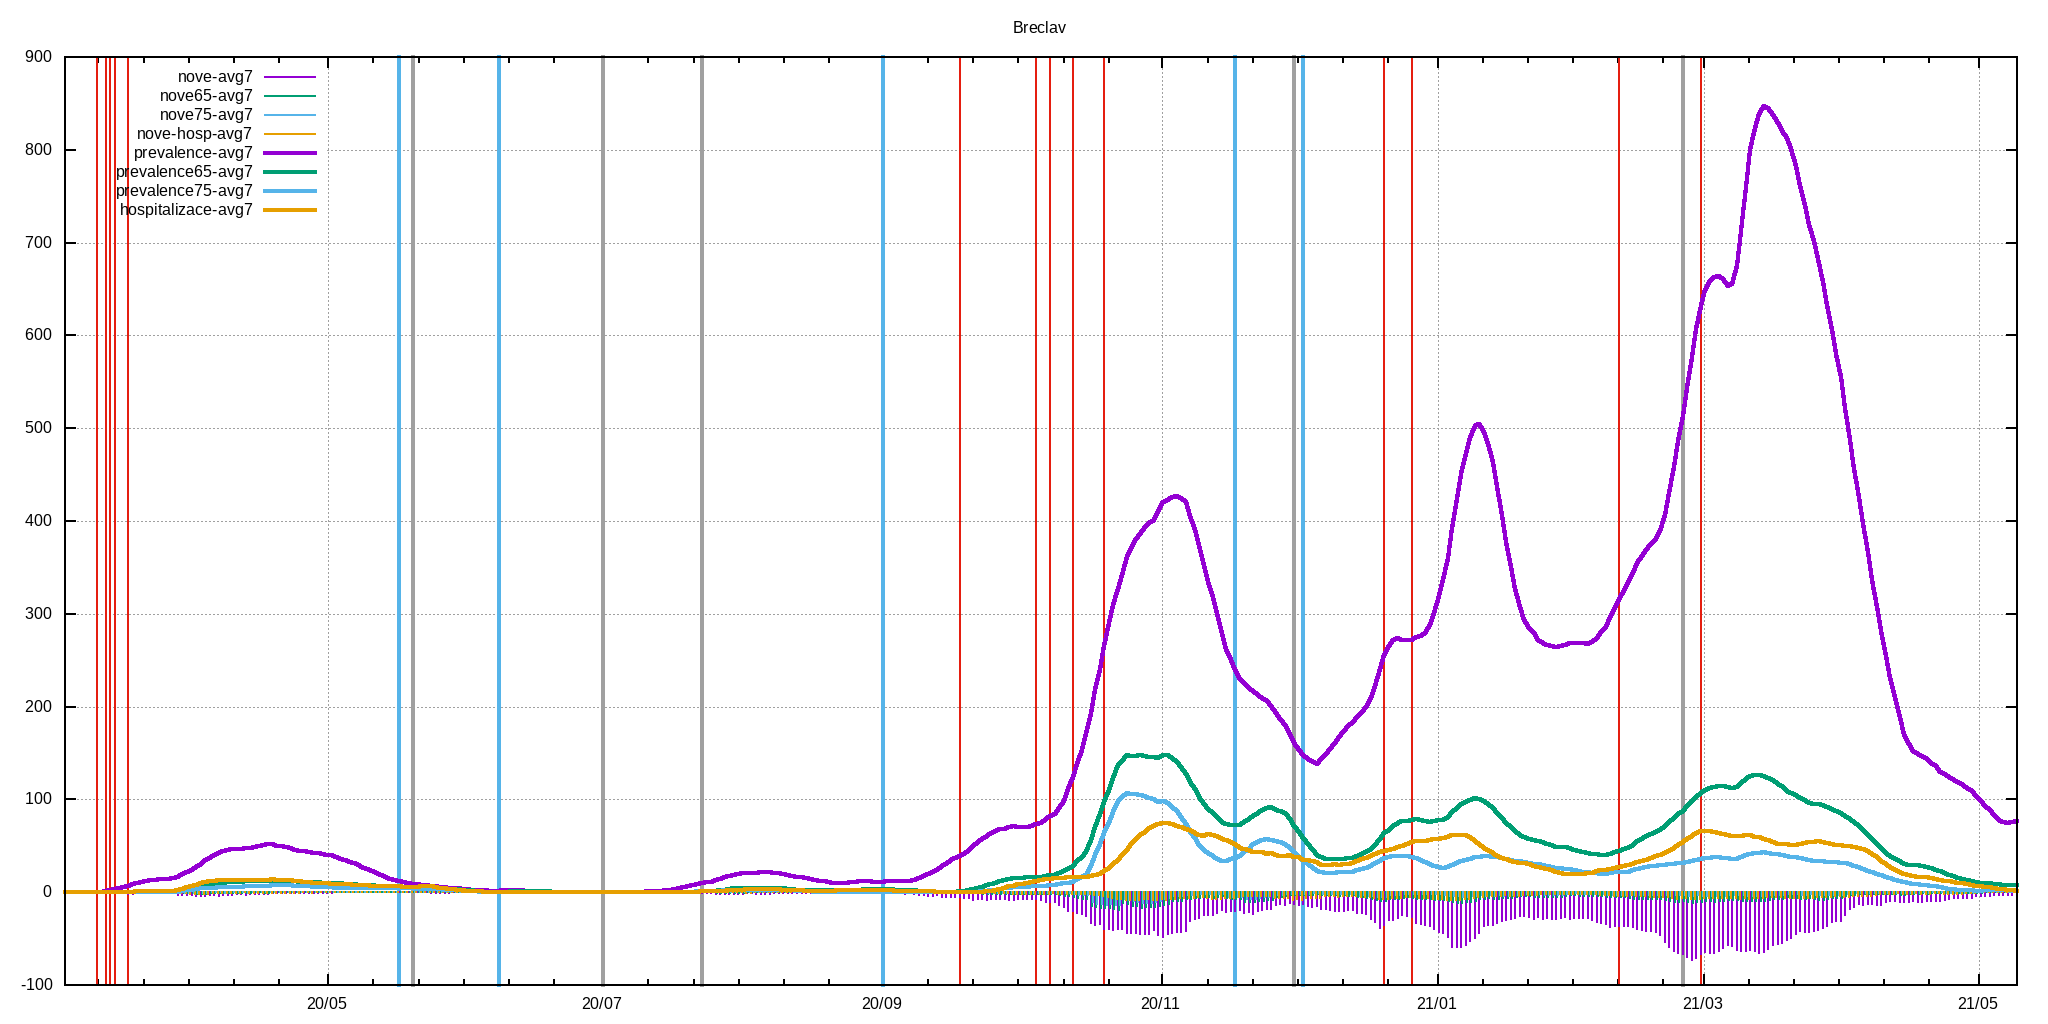 Breclav
900
800
700
600
500
400
300
200
100
0
-100
nove-avg7
nove65-avg7
nove75-avg7
nove-hosp-avg7
prevalence-avg7
prevalence65-avg7
prevalence75-avg7
hospitalizace-avg7
20/05
20/07
20/09
20/11
21/01
21/03
21/05